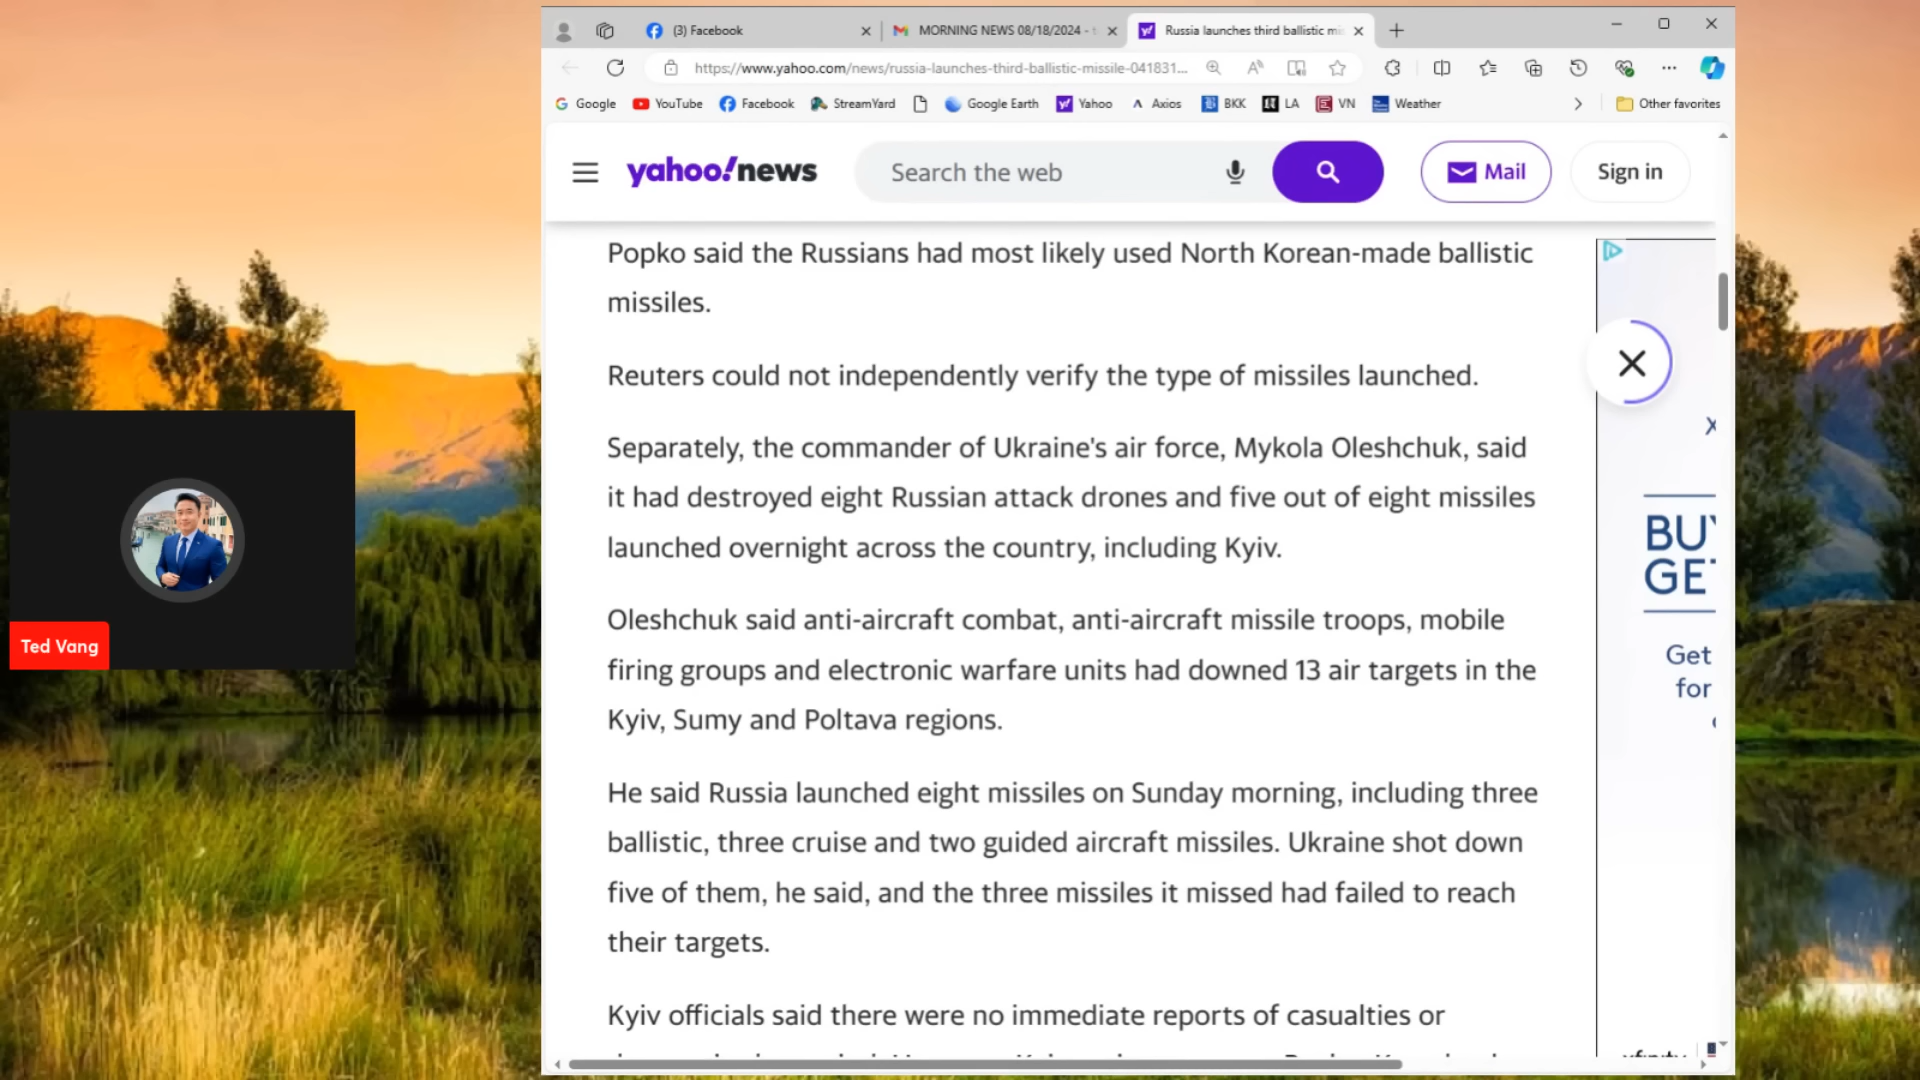 (3) Facebook
MORNING NEWS 08/18/2024 -
Russia launches third ballistic mis
https://www.yahoo.com/news/russia-launches-third-ballistic-missile-041831...
Google YouTube Facebook StreamYard Google Earth Yahoo Axios BKK LA VN Weather Other favorites
yahoo!news
Search the web
Mail
Sign in
Popko said the Russians had most likely used North Korean-made ballistic
missiles.
Reuters could not independently verify the type of missiles launched.
Separately, the commander of Ukraine's air force, Mykola Oleshchuk, said
it had destroyed eight Russian attack drones and five out of eight missiles
launched overnight across the country, including Kyiv.
Oleshchuk said anti-aircraft combat, anti-aircraft missile troops, mobile
firing groups and electronic warfare units had downed 13 air targets in the
Kyiv, Sumy and Poltava regions.
He said Russia launched eight missiles on Sunday morning, including three
ballistic, three cruise and two guided aircraft missiles. Ukraine shot down
five of them, he said, and the three missiles it missed had failed to reach
their targets.
Kyiv officials said there were no immediate reports of casualties or
Ted Vang
BUY
GET
Get
for
xfinity